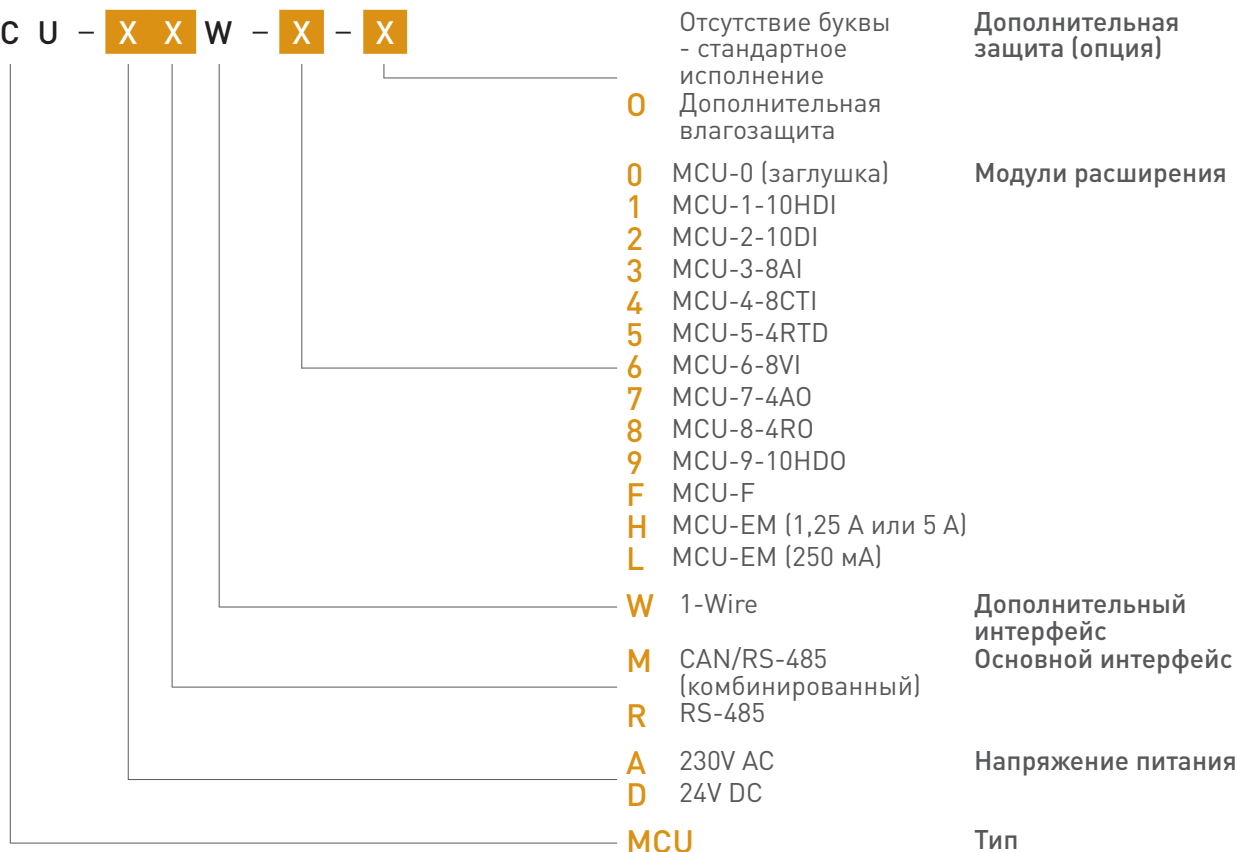 C U – X X W – X – X
Отсутствие буквы
- стандартное
исполнение
Дополнительная
защита (опция)
O Дополнительная
влагозащита
0 MCU-0 (заглушка)
Модули расширения
1 MCU-1-10HDI
2 MCU-2-10DI
3 MCU-3-8AI
4 MCU-4-8CTI
5 MCU-5-4RTD
6 MCU-6-8VI
7 MCU-7-4AO
8 MCU-8-4RO
9 MCU-9-10HDO
F MCU-F
H MCU-EM (1,25 А или 5 А)
L MCU-EM (250 мА)
W 1-Wire
Дополнительный
интерфейс
M CAN/RS-485
(комбинированный)
Основной интерфейс
R RS-485
A 230V AC
Напряжение питания
D 24V DC
MCU
Тип